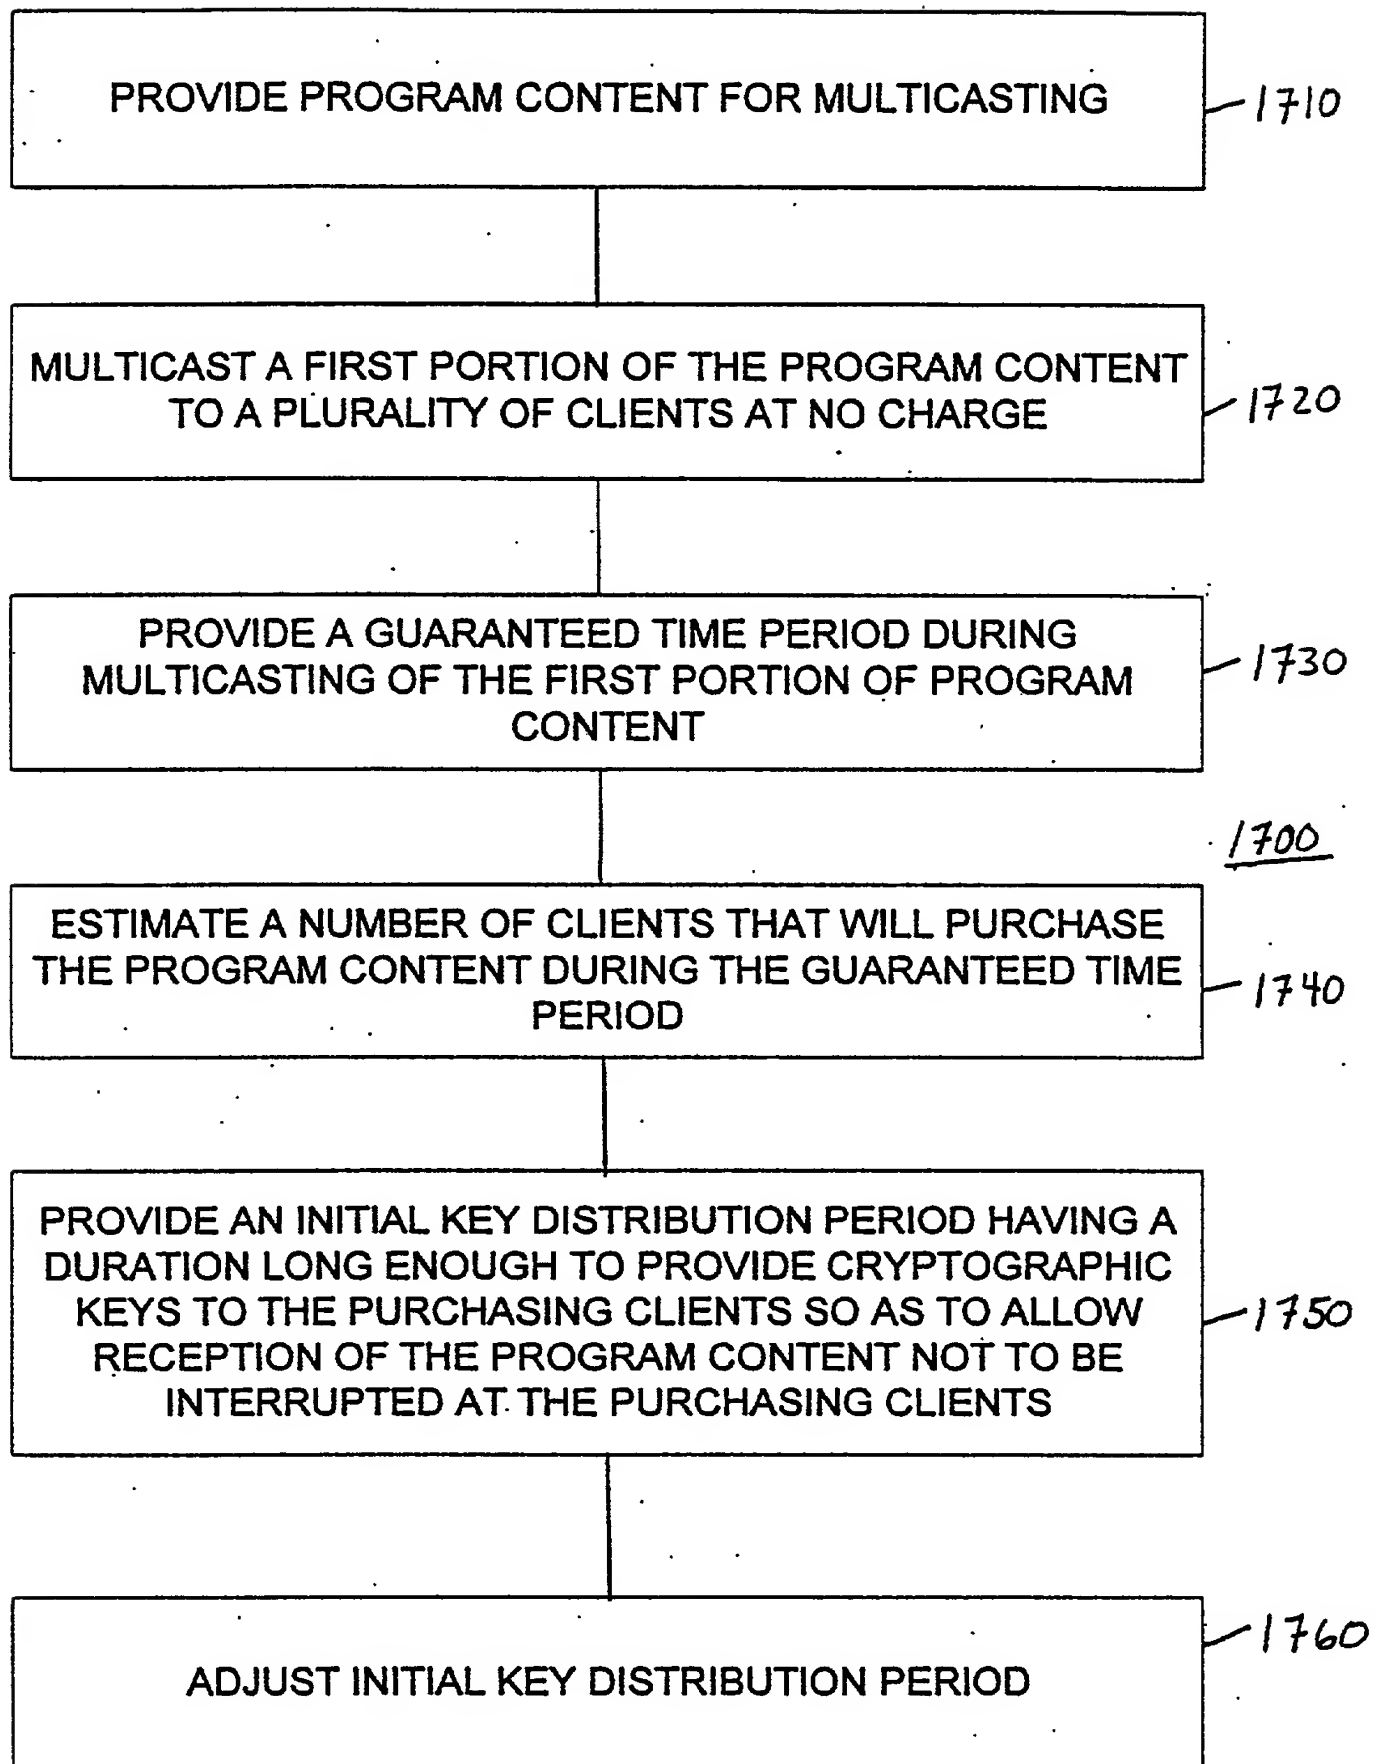 PROVIDE PROGRAM CONTENT FOR MULTICASTING
1710
MULTICAST A FIRST PORTION OF THE PROGRAM CONTENT
TO A PLURALITY OF CLIENTS AT NO CHARGE
1720
PROVIDE A GUARANTEED TIME PERIOD DURING
MULTICASTING OF THE FIRST PORTION OF PROGRAM
CONTENT
1730
1700
ESTIMATE A NUMBER OF CLIENTS THAT WILL PURCHASE
THE PROGRAM CONTENT DURING THE GUARANTEED TIME
PERIOD
1740
PROVIDE AN INITIAL KEY DISTRIBUTION PERIOD HAVING A
DURATION LONG ENOUGH TO PROVIDE CRYPTOGRAPHIC
KEYS TO THE PURCHASING CLIENTS SO AS TO ALLOW
RECEPTION OF THE PROGRAM CONTENT NOT TO BE
INTERRUPTED AT THE PURCHASING CLIENTS
1750
1760
ADJUST INITIAL KEY DISTRIBUTION PERIOD